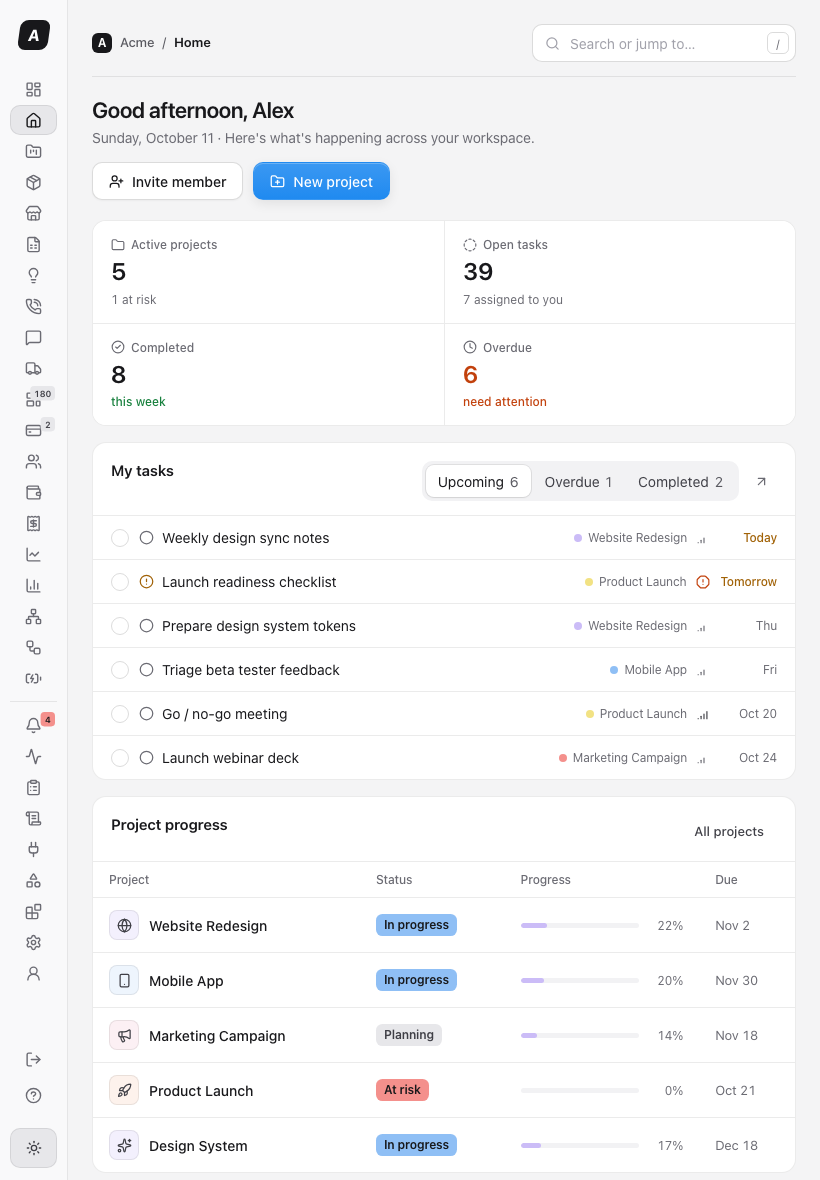 A
A Acme / Home
Search or jump to... /
Good afternoon, Alex
Sunday, October 11 · Here's what's happening across your workspace.
Invite member New project
Active projects
5
1 at risk
Open tasks
39
7 assigned to you
Completed
8
this week
Overdue
6
need attention
180
2
4
My tasks
Upcoming 6 Overdue 1 Completed 2
Weekly design sync notes Website Redesign Today
Launch readiness checklist Product Launch Tomorrow
Prepare design system tokens Website Redesign Thu
Triage beta tester feedback Mobile App Fri
Go / no-go meeting Product Launch Oct 20
Launch webinar deck Marketing Campaign Oct 24
Project progress
All projects
Project Status Progress Due
Website Redesign In progress 22% Nov 2
Mobile App In progress 20% Nov 30
Marketing Campaign Planning 14% Nov 18
Product Launch At risk 0% Oct 21
Design System In progress 17% Dec 18